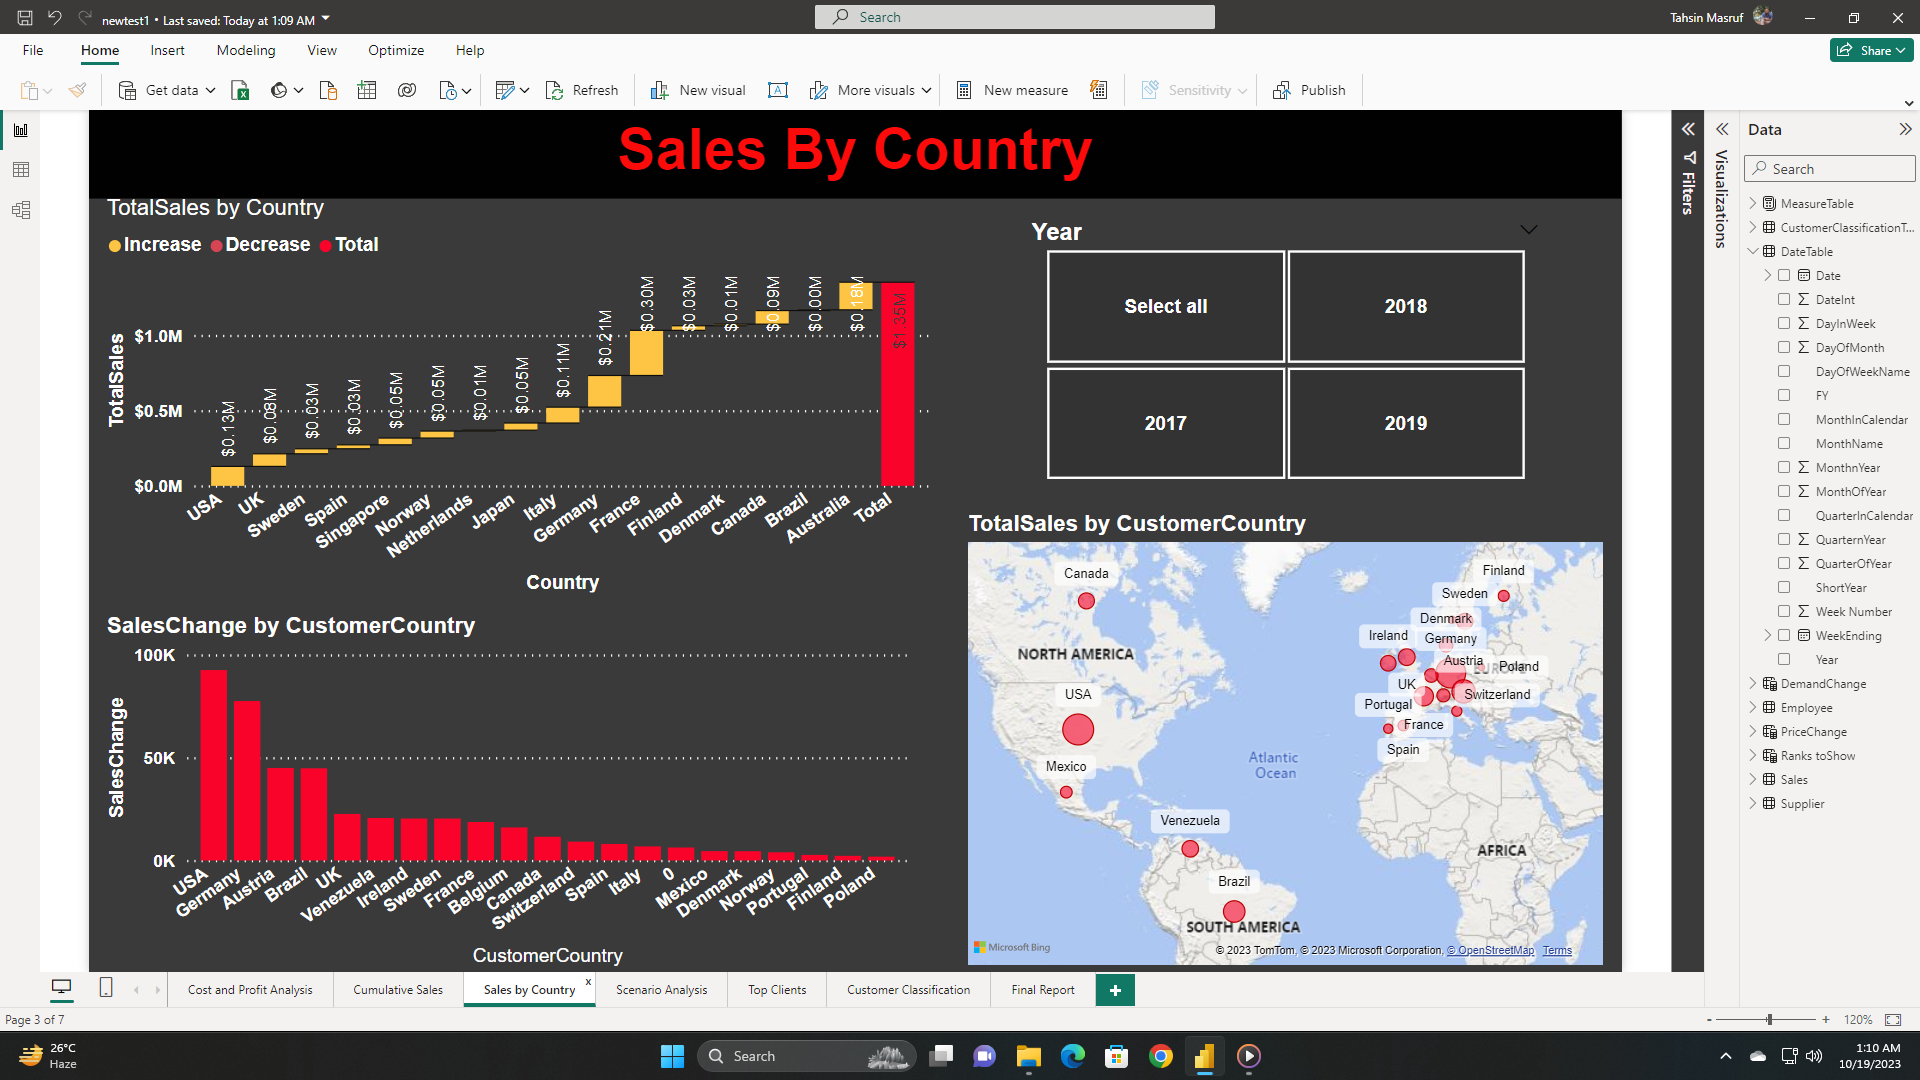 newtest1 • Last saved: Today at 1:09 AM
Search
Tahsin Masruf
File
Home
Insert
Modeling
View
Optimize
Help
Share
Get data
Refresh
New visual
More visuals
New measure
Sensitivity
Publish
Sales By Country
TotalSales by Country
Increase Decrease Total
TotalSales
$1.0M
$0.5M
$0.0M
$0.13M
$0.08M
$0.03M
$0.03M
$0.05M
$0.05M
$0.01M
$0.05M
$0.11M
$0.21M
$0.30M
$0.03M
$0.01M
$0.09M
$0.00M
$0.18M
$1.35M
USA
UK
Sweden
Spain
Singapore
Norway
Netherlands
Japan
Italy
Germany
France
Finland
Denmark
Canada
Brazil
Australia
Total
Country
Year
Select all
2018
2017
2019
SalesChange by CustomerCountry
SalesChange
100K
50K
0K
USA
Germany
Austria
Brazil
UK
Venezuela
Ireland
Sweden
France
Belgium
Canada
Switzerland
Spain
Italy
0
Mexico
Denmark
Norway
Portugal
Finland
Poland
CustomerCountry
TotalSales by CustomerCountry
Canada
Finland
Sweden
Denmark
Ireland
Germany
NORTH AMERICA
Austria
EUROPE
Poland
UK
USA
Switzerland
Portugal
France
Spain
Atlantic
Ocean
Mexico
Venezuela
AFRICA
Brazil
SOUTH AMERICA
Microsoft Bing
© 2023 TomTom, © 2023 Microsoft Corporation, © OpenStreetMap Terms
Filters
Visualizations
Data
Search
MeasureTable
CustomerClassificationT...
DateTable
Date
DateInt
DayInWeek
DayOfMonth
DayOfWeekName
FY
MonthInCalendar
MonthName
MonthnYear
MonthOfYear
QuarterInCalendar
QuarternYear
QuarterOfYear
ShortYear
Week Number
WeekEnding
Year
DemandChange
Employee
PriceChange
Ranks toShow
Sales
Supplier
Cost and Profit Analysis
Cumulative Sales
Sales by Country
x
Scenario Analysis
Top Clients
Customer Classification
Final Report
+
Page 3 of 7
- + 120%
26°C
Haze
Search
1:10 AM
10/19/2023